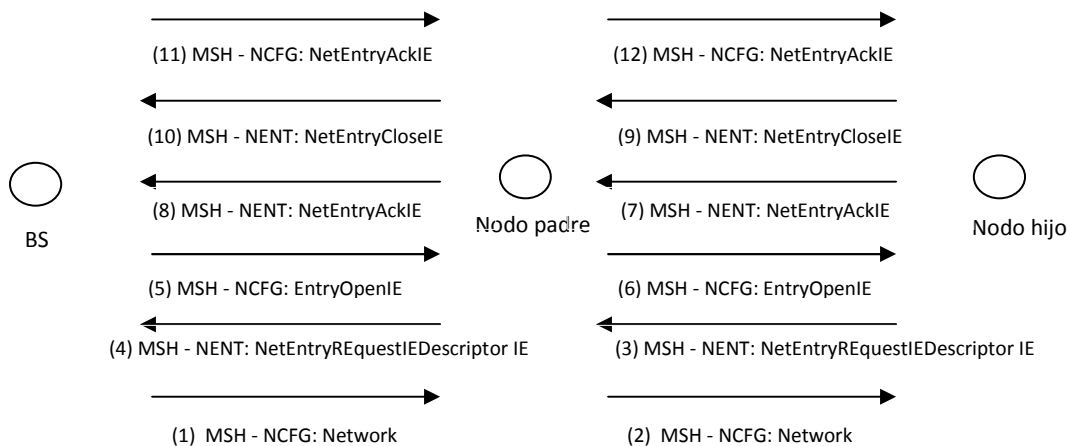 (11) MSH - NCFG: NetEntryAckIE
(12) MSH - NCFG: NetEntryAckIE
(10) MSH - NENT: NetEntryCloseIE
(9) MSH - NENT: NetEntryCloseIE
(8) MSH - NENT: NetEntryAckIE
(7) MSH - NENT: NetEntryAckIE
BS
Nodo padre
Nodo hijo
(5) MSH - NCFG: EntryOpenIE
(6) MSH - NCFG: EntryOpenIE
(4) MSH - NENT: NetEntryREquestIEDescriptor IE
(3) MSH - NENT: NetEntryREquestIEDescriptor IE
(1) MSH - NCFG: Network
(2) MSH - NCFG: Network